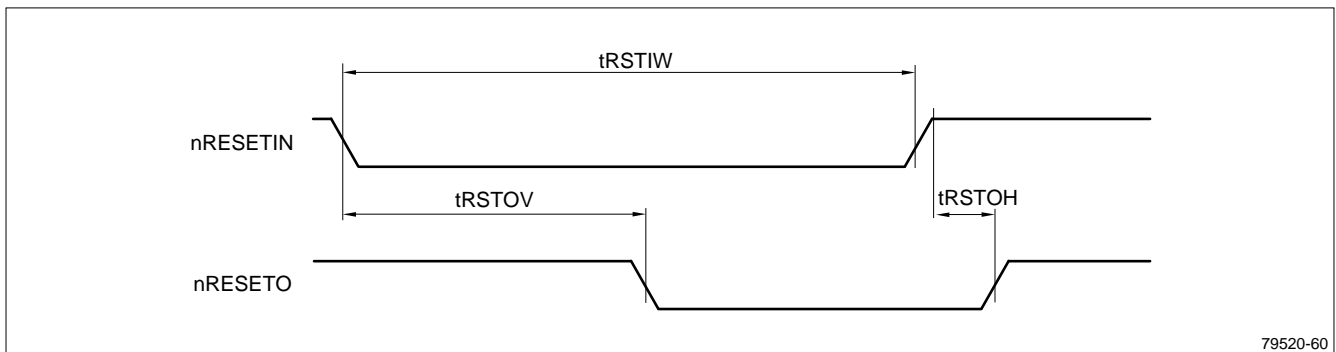 tRSTIW
nRESETIN
tRSTOV
tRSTOH
nRESETO
79520-60